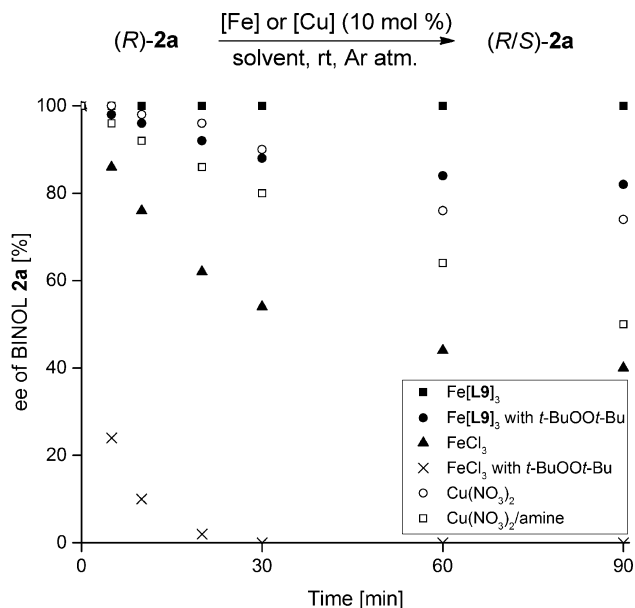 [Fe] or [Cu] (10 mol %)
(R)-2a
(R/S)-2a
solvent, rt, Ar atm.
100
80
60
40
20
0
ee of BINOL 2a [%]
Fe[L9]3
Fe[L9]3 with t-BuOOt-Bu
FeCl3
FeCl3 with t-BuOOt-Bu
Cu(NO3)2
Cu(NO3)2/amine
0
30
60
90
Time [min]